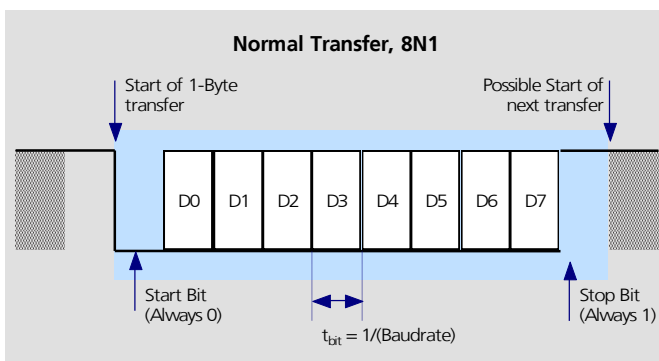 Normal Transfer, 8N1
Start of 1-Byte
transfer
Possible Start of
next transfer
D0 D1 D2 D3 D4 D5 D6 D7
Start Bit
(Always 0)
Stop Bit
(Always 1)
tbit = 1/(Baudrate)